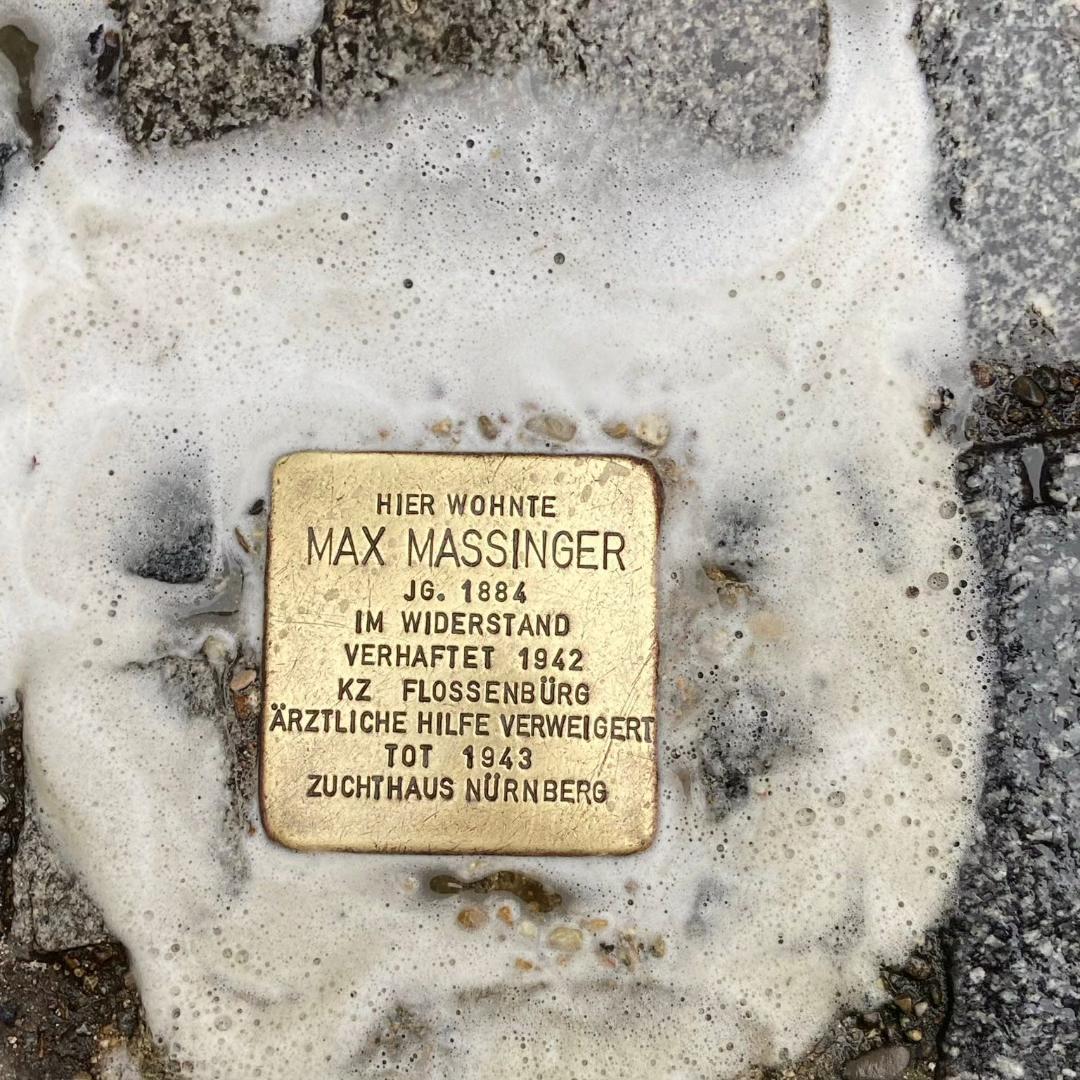 HIER WOHNTE
MAX MASSINGER
JG. 1884
IM WIDERSTAND
VERHAFTET 1942
KZ FLOSSENBÜRG
ÄRZTLICHE HILFE VERWEIGERT
TOT 1943
ZUCHTHAUS NÜRNBERG